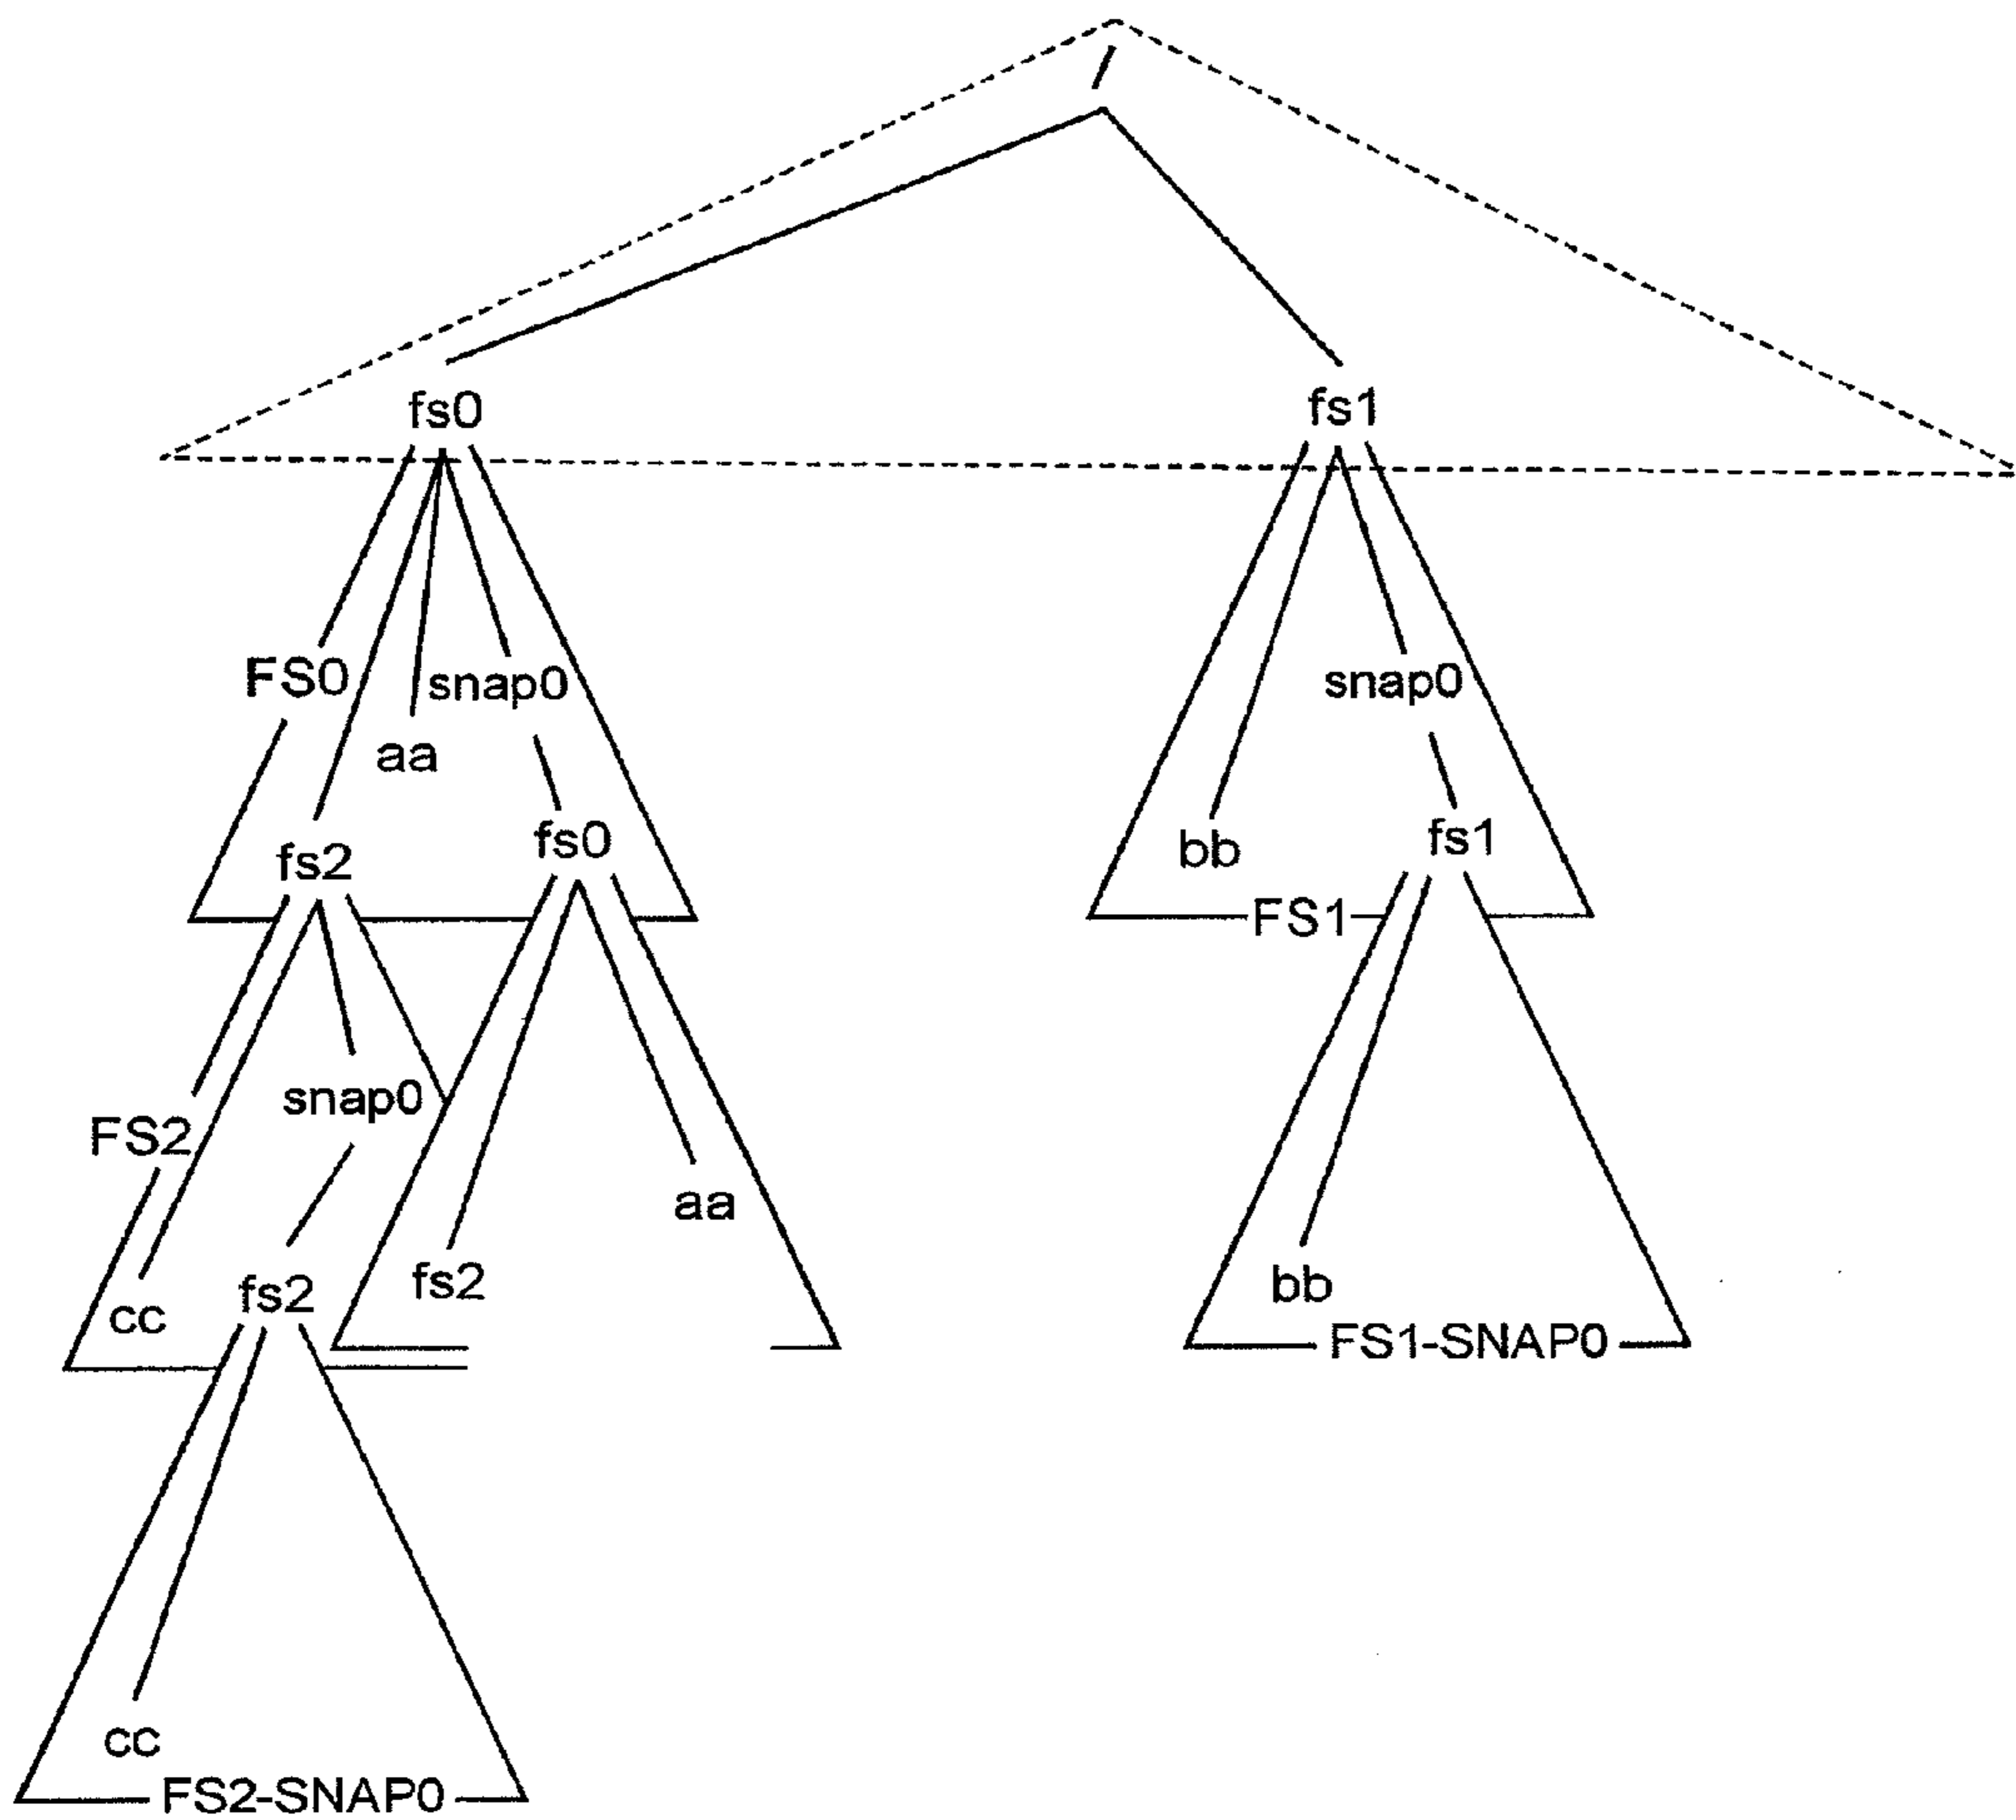 /
fs0
fs1
FS0
snap0
snap0
aa
fs2
fs0
bb
fs1
FS1
FS2
snap0
cc
fs2
fs2
aa
bb
FS1-SNAP0
cc
FS2-SNAP0